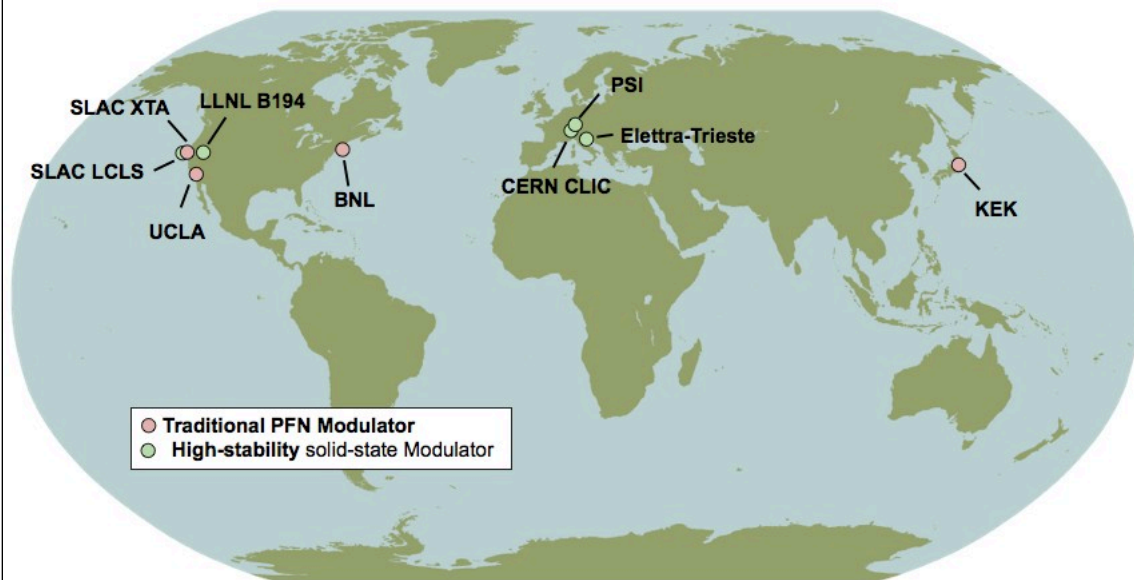 SLAC XTA
LLNL B194
SLAC LCLS
UCLA
BNL
PSI
Elettra-Trieste
CERN CLIC
KEK
Traditional PFN Modulator
High-stability solid-state Modulator